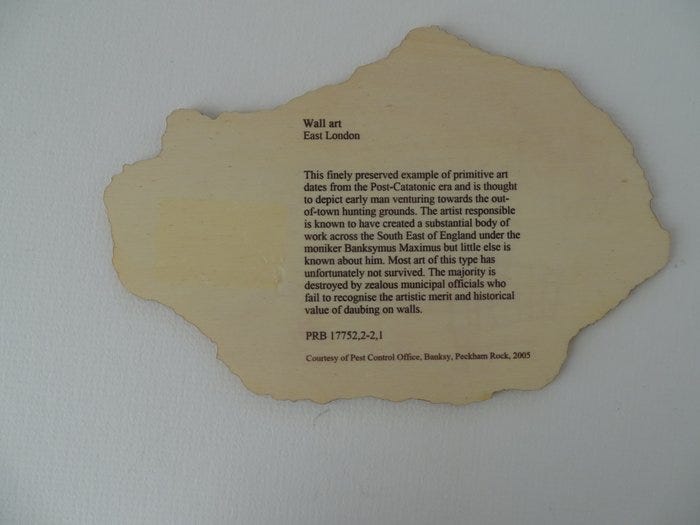 Wall art
East London
This finely preserved example of primitive art
dates from the Post-Catatonic era and is thought
to depict early man venturing towards the out-
of-town hunting grounds. The artist responsible
is known to have created a substantial body of
work across the South East of England under the
moniker Banksymus Maximus but little else is
known about him. Most art of this type has
unfortunately not survived. The majority is
destroyed by zealous municipal officials who
fail to recognise the artistic merit and historical
value of daubing on walls.
PRB 17752,2-2,1
Courtesy of Pest Control Office, Banksy, Peckham Rock, 2005